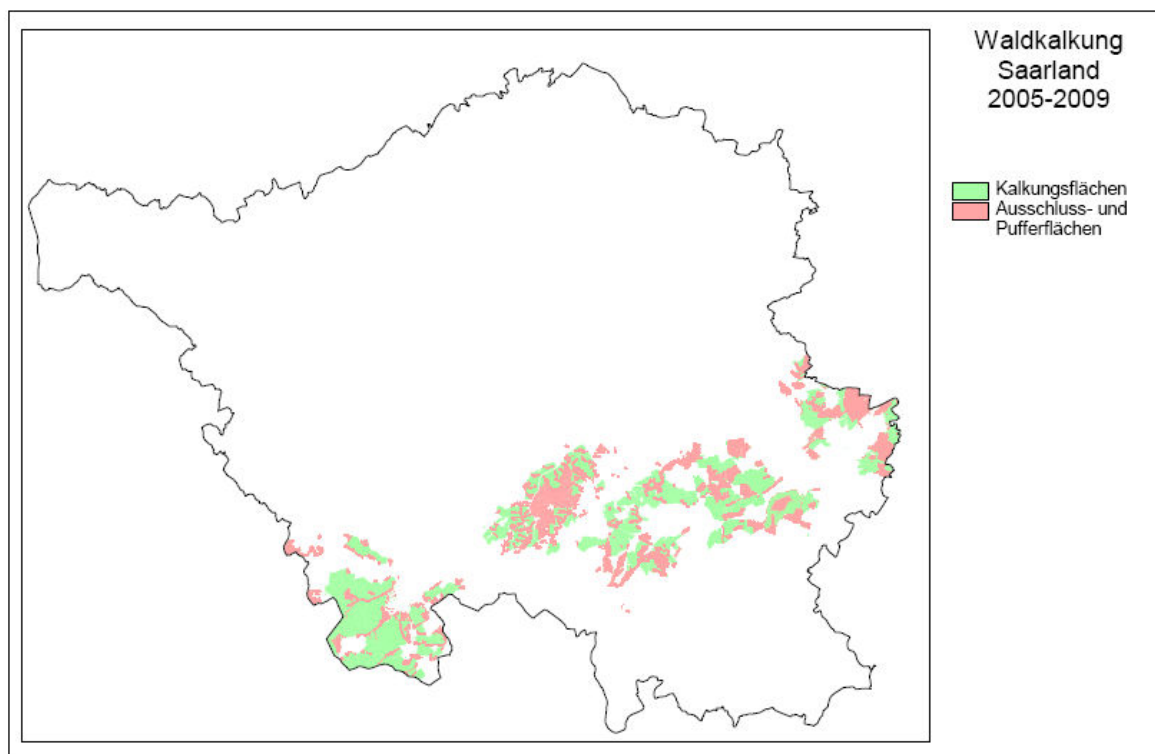 Waldkalkung
Saarland
2005-2009
Kalkungsflächen
Ausschluss- und
Pufferflächen